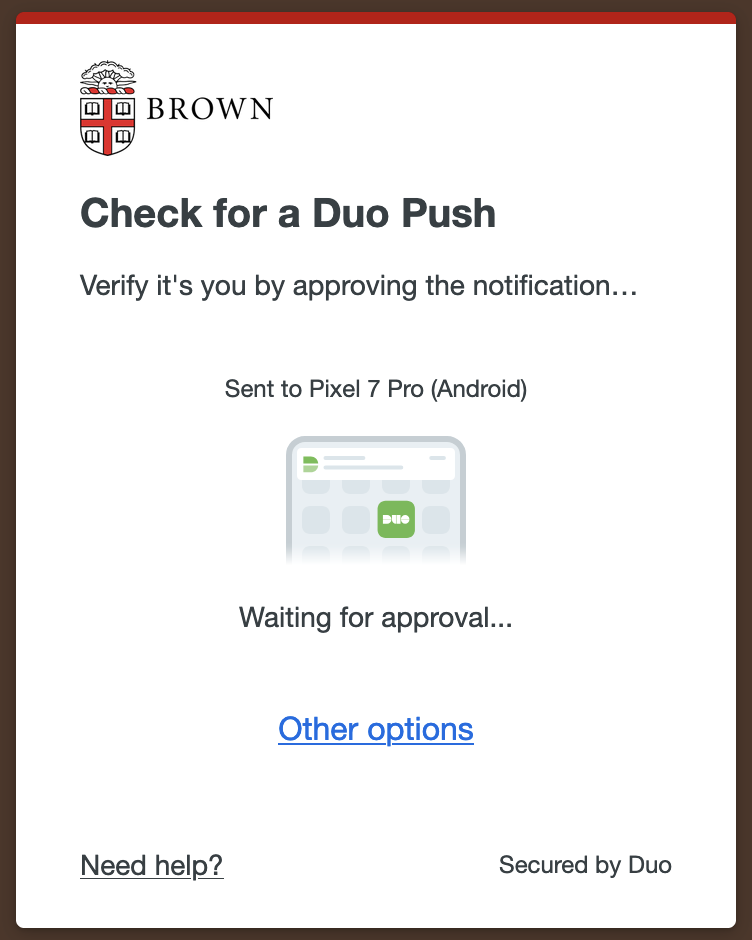 BROWN
Check for a Duo Push
Verify it's you by approving the notification…
Sent to Pixel 7 Pro (Android)
DUO
Waiting for approval...
Other options
Need help?
Secured by Duo